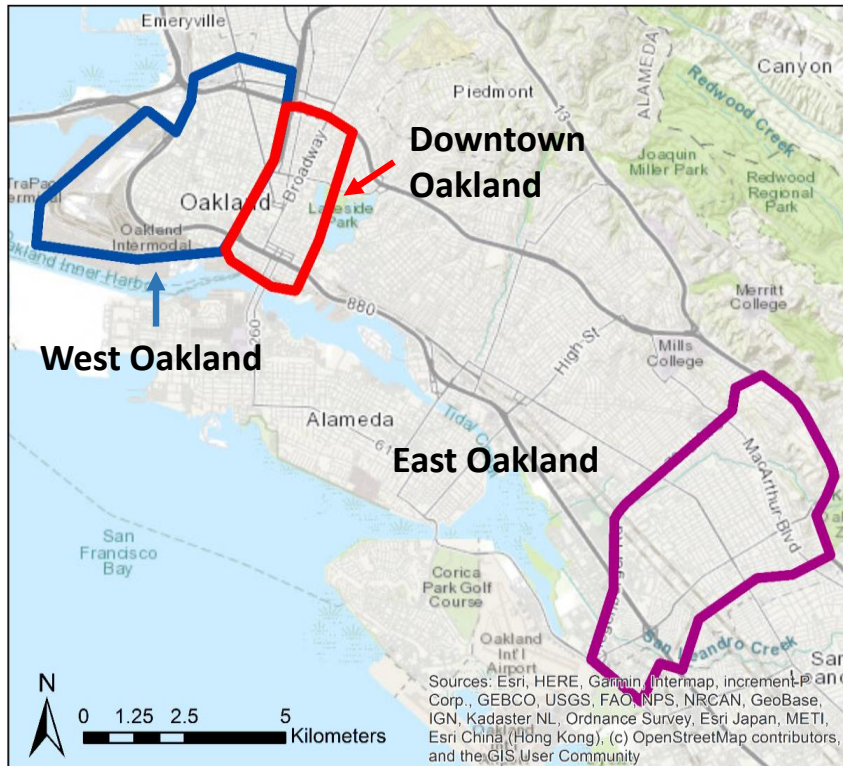 Emeryville
Canyon
ALAMEDA
Redwood Creek
Piedmont
13
Joaquin
Miller Park
Redwood
Regional
Park
Downtown
Oakland
Broadway
TraPac
Oakland
Lakeside
Park
Oakland
Intermodal
Oakland Inner Harbor
880
260
West Oakland
Merritt
College
High-St
Mills
College
Alameda
61
Tidal
East Oakland
MacArthur-Blvd
San
Francisco
Bay
Corica
Park Golf
Course
Oakland
Int'l
Airport
San Leandro Creek
San
N
0 1.25 2.5 5
Kilometers
Sources: Esri, HERE, Garmin, Intermap, increment P
Corp., GEBCO, USGS, FAO, NPS, NRCAN, GeoBase,
IGN, Kadaster NL, Ordnance Survey, Esri Japan, METI,
Esri China (Hong Kong), (c) OpenStreetMap contributors,
and the GIS User Community